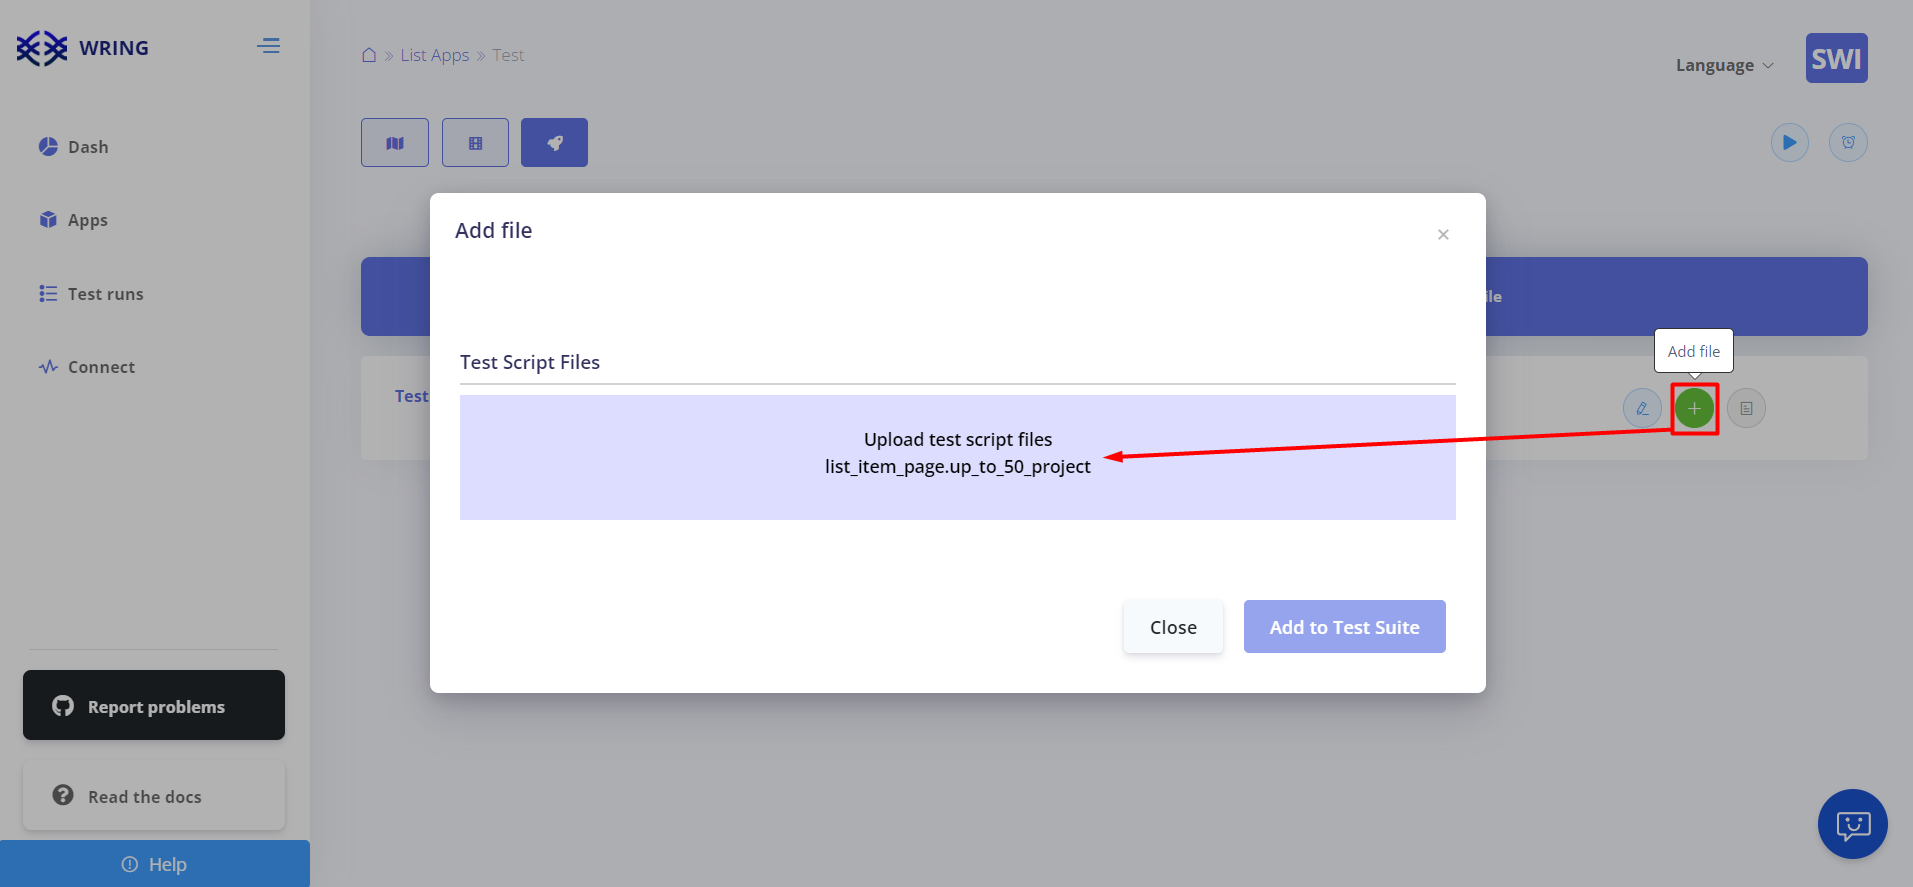 WRING
List Apps
Test
Language
SWI
Dash
Apps
Test runs
Connect
Add file
Test Script Files
Upload test script files
list_item_page.up_to_50_project
Close
Add to Test Suite
Test
ile
Add file
Report problems
Read the docs
Help